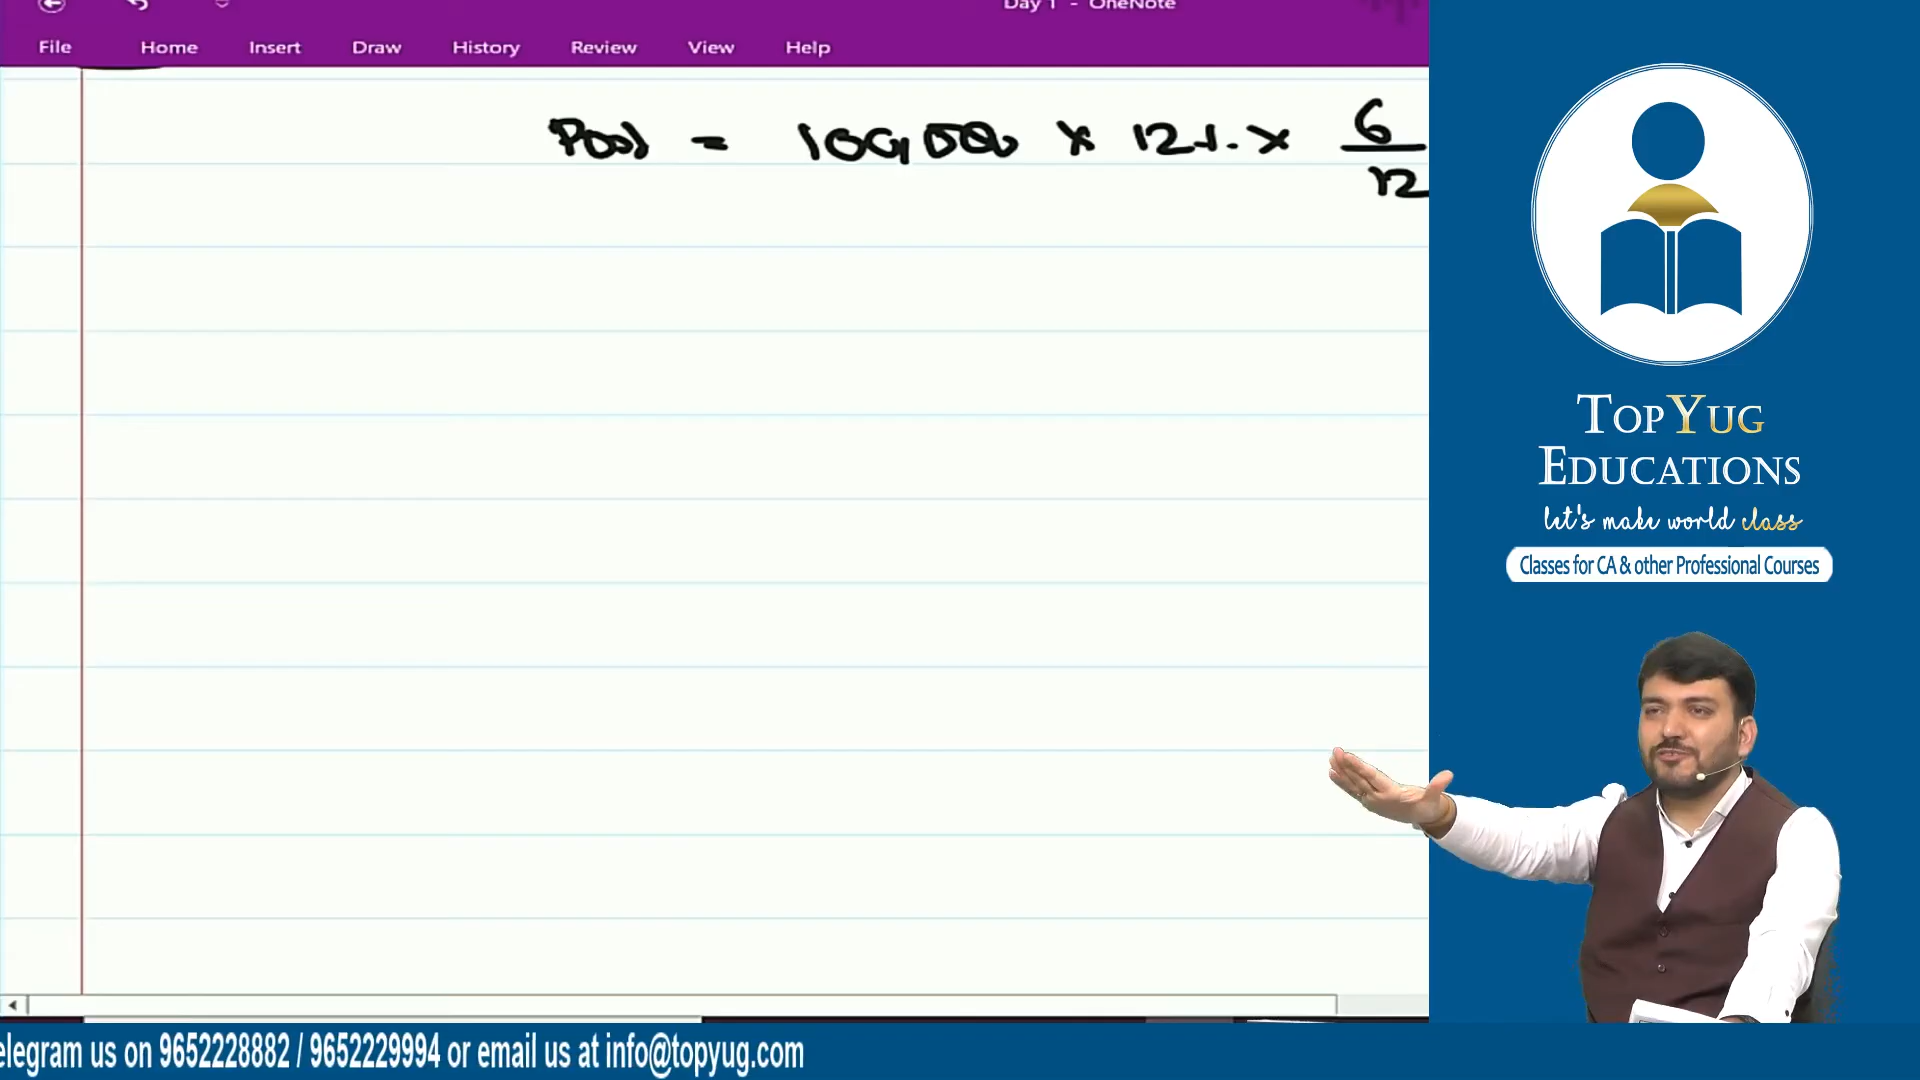 Day 1 - OneNote
File Home Insert Draw History Review View Help
= 100,000 × 12% × 6/12
TOPYUG
EDUCATIONS
let's make world class
Classes for CA & other Professional Courses
elegram us on 9652228882 / 9652229994 or email us at info@topyug.com